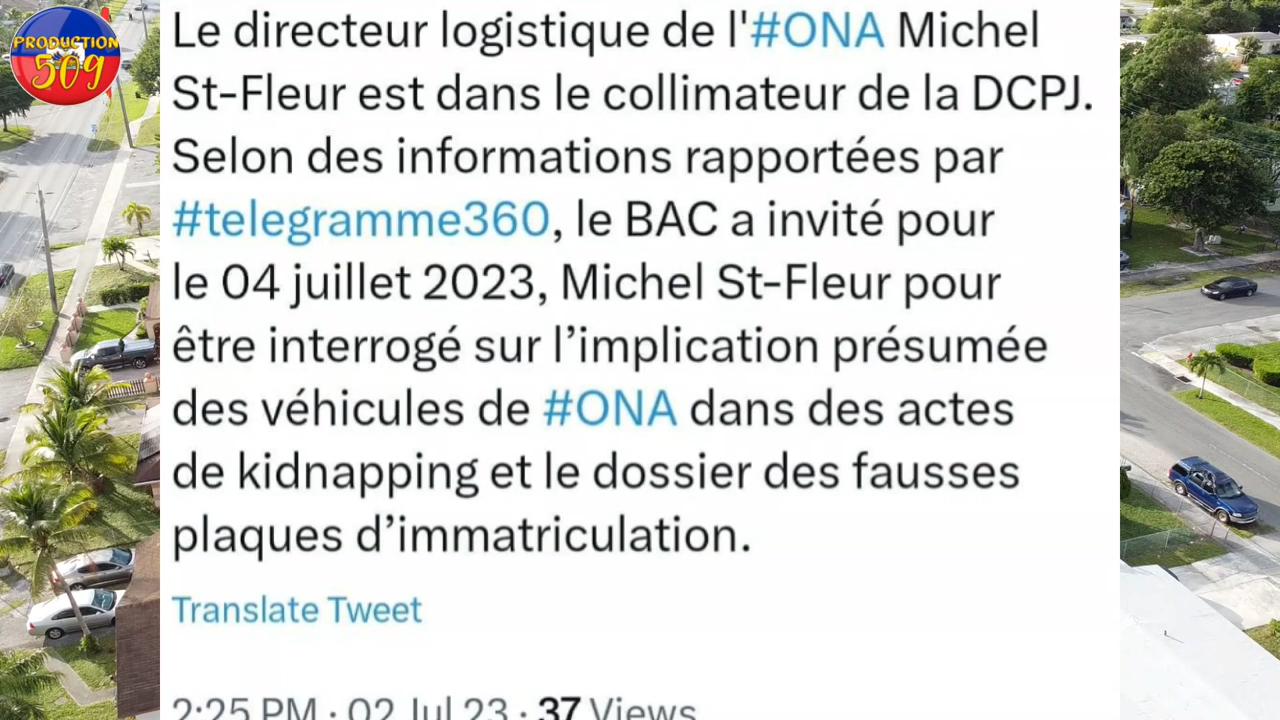 PRODUCTION
509
Le directeur logistique de l'#ONA Michel
St-Fleur est dans le collimateur de la DCPJ.
Selon des informations rapportées par
#telegramme360, le BAC a invité pour
le 04 juillet 2023, Michel St-Fleur pour
être interrogé sur l’implication présumée
des véhicules de #ONA dans des actes
de kidnapping et le dossier des fausses
plaques d’immatriculation.
Translate Tweet
2:25 PM · 02 Jul 23 · 37 Views